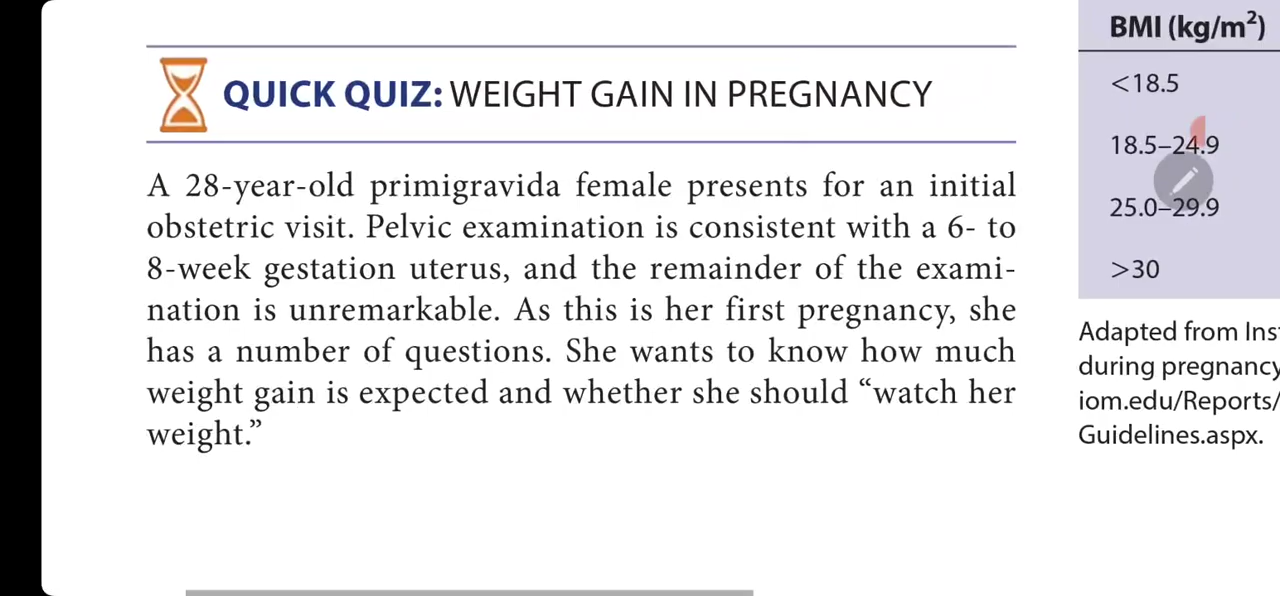 QUICK QUIZ: WEIGHT GAIN IN PREGNANCY
A 28-year-old primigravida female presents for an initial
obstetric visit. Pelvic examination is consistent with a 6- to
8-week gestation uterus, and the remainder of the exami-
nation is unremarkable. As this is her first pregnancy, she
has a number of questions. She wants to know how much
weight gain is expected and whether she should “watch her
weight.”
BMI (kg/m²)
<18.5
18.5–24.9
25.0–29.9
>30
Adapted from Ins
during pregnancy
iom.edu/Reports/
Guidelines.aspx.